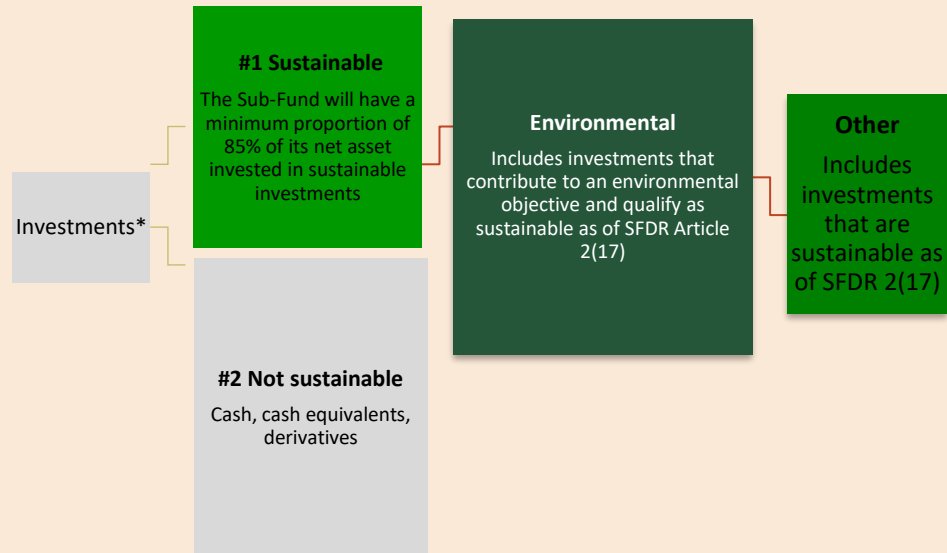 Investments*
#1 Sustainable
The Sub-Fund will have a
minimum proportion of
85% of its net asset
invested in sustainable
investments
#2 Not sustainable
Cash, cash equivalents,
derivatives
Environmental
Includes investments that
contribute to an environmental
objective and qualify as
sustainable as of SFDR Article
2(17)
Other
Includes
investments
that are
sustainable as
of SFDR 2(17)